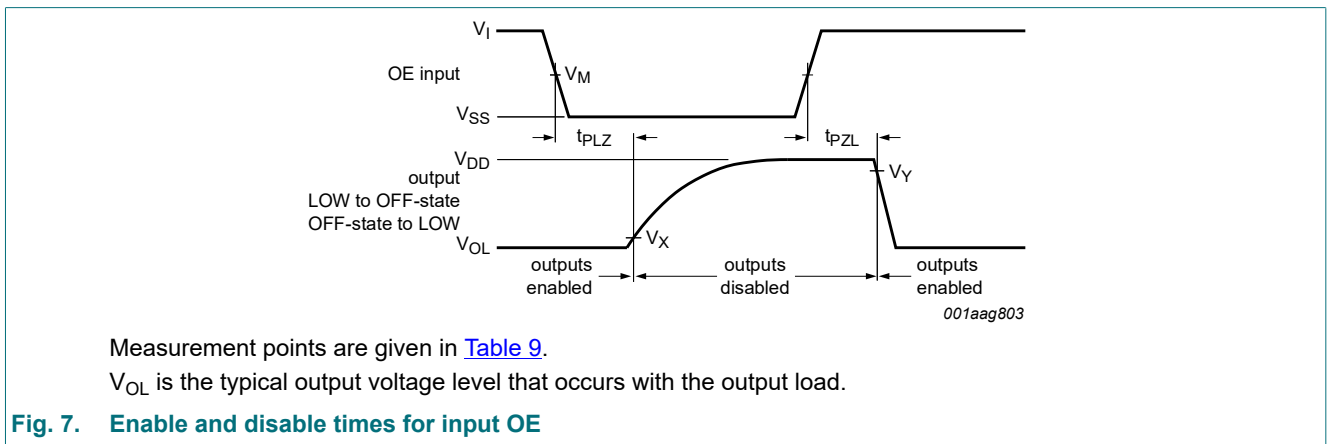 V_I
OE input
V_M
V_SS
t_PLZ
t_PZL
V_DD
output
LOW to OFF-state
OFF-state to LOW
V_Y
V_OL
V_X
outputs enabled
outputs disabled
outputs enabled
001aag803
Measurement points are given in Table 9.
V_OL is the typical output voltage level that occurs with the output load.
Fig. 7. Enable and disable times for input OE